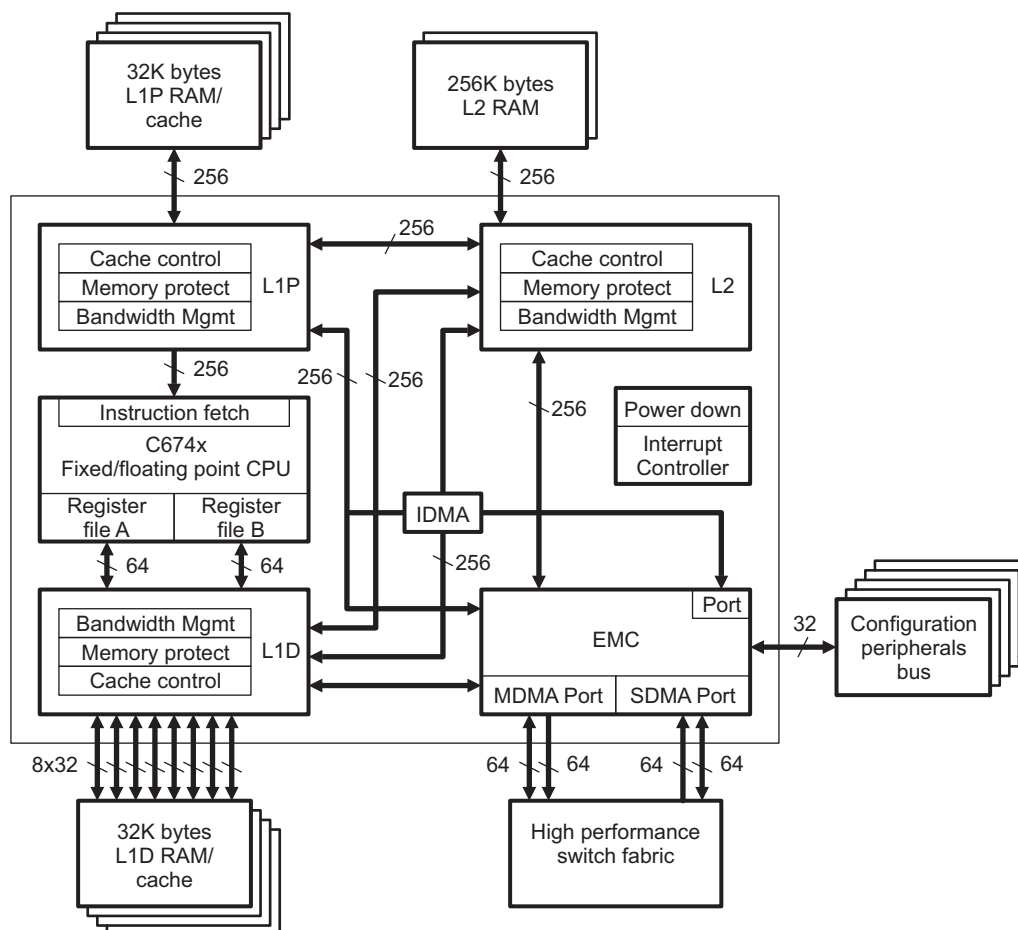 32K bytes
L1P RAM/
cache
256K bytes
L2 RAM
256
256
256
Cache control
Memory protect
Bandwidth Mgmt
L1P
Cache control
Memory protect
Bandwidth Mgmt
L2
256
256
256
256
Instruction fetch
C674x
Fixed/floating point CPU
Register
file A
Register
file B
Power down
Interrupt
Controller
IDMA
256
64
64
Bandwidth Mgmt
Memory protect
Cache control
L1D
Port
EMC
MDMA Port
SDMA Port
32
Configuration
peripherals
bus
8x32
64
64
64
64
32K bytes
L1D RAM/
cache
High performance
switch fabric